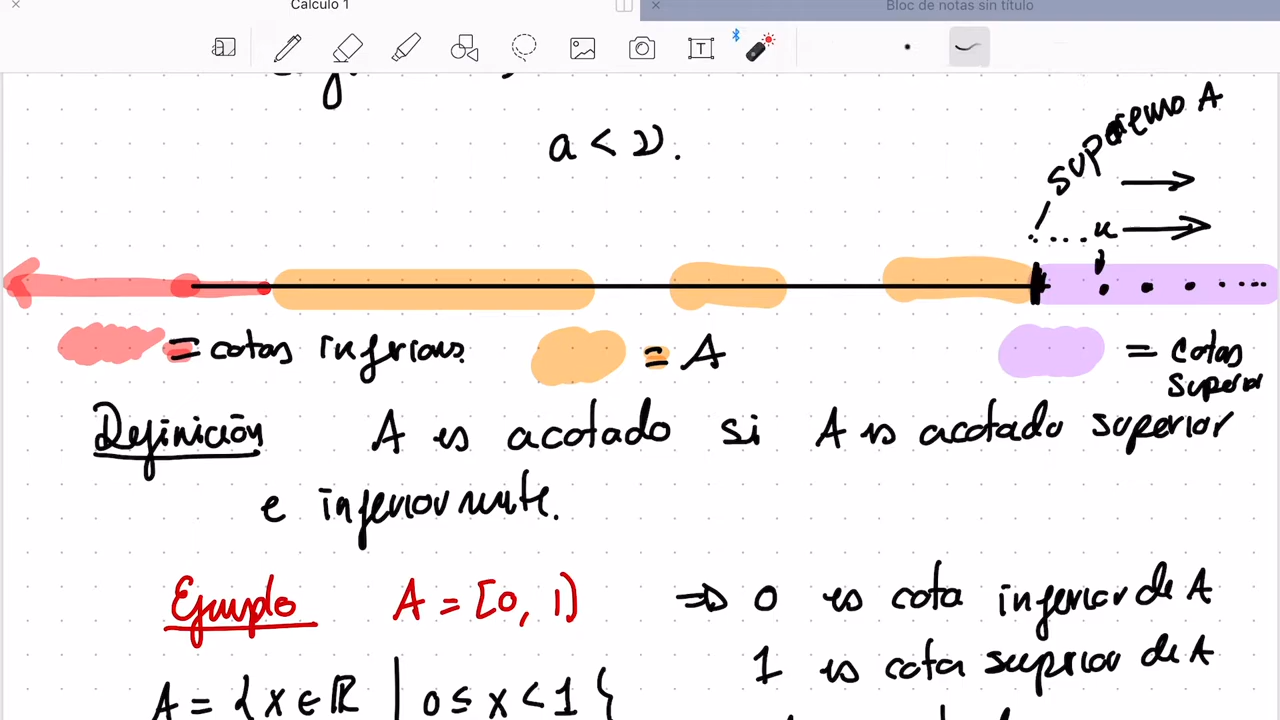 Calculo 1
Bloc de notas sin título
supremo A
a < ν.
u
= cotas inferiores.
= A
= cotas superior
Definición A es acotado si A es acotado superior
e inferiormente.
Ejemplo A = [0, 1)
⇒ 0 es cota inferior de A
1 es cota superior de A
A = {x ∈ ℝ | 0 ≤ x < 1}